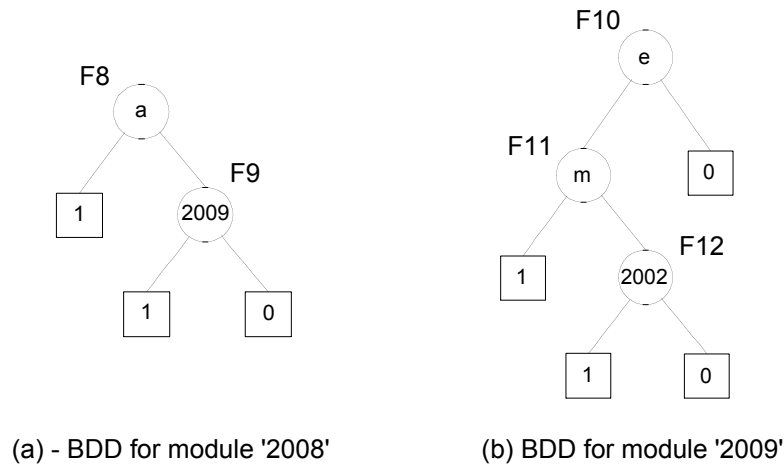 F8
a
F9
1
2009
1
0
(a) - BDD for module '2008'
F10
e
F11
m
0
F12
1
2002
1
0
(b) BDD for module '2009'